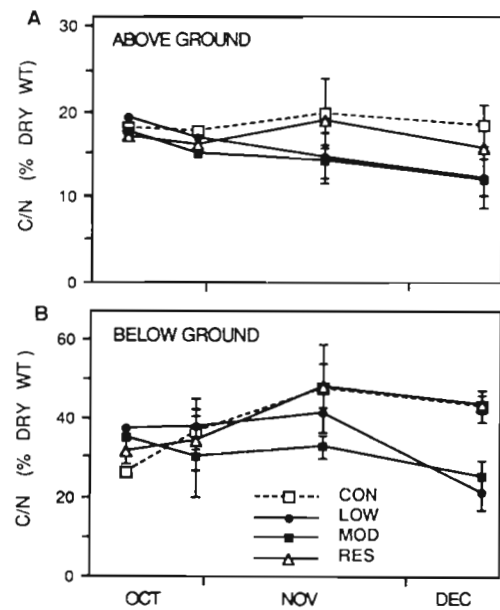 A
ABOVE GROUND
C/N (% DRY WT)
30
20
10
0
B
BELOW GROUND
C/N (% DRY WT)
60
40
20
0
CON
LOW
MOD
RES
OCT NOV DEC